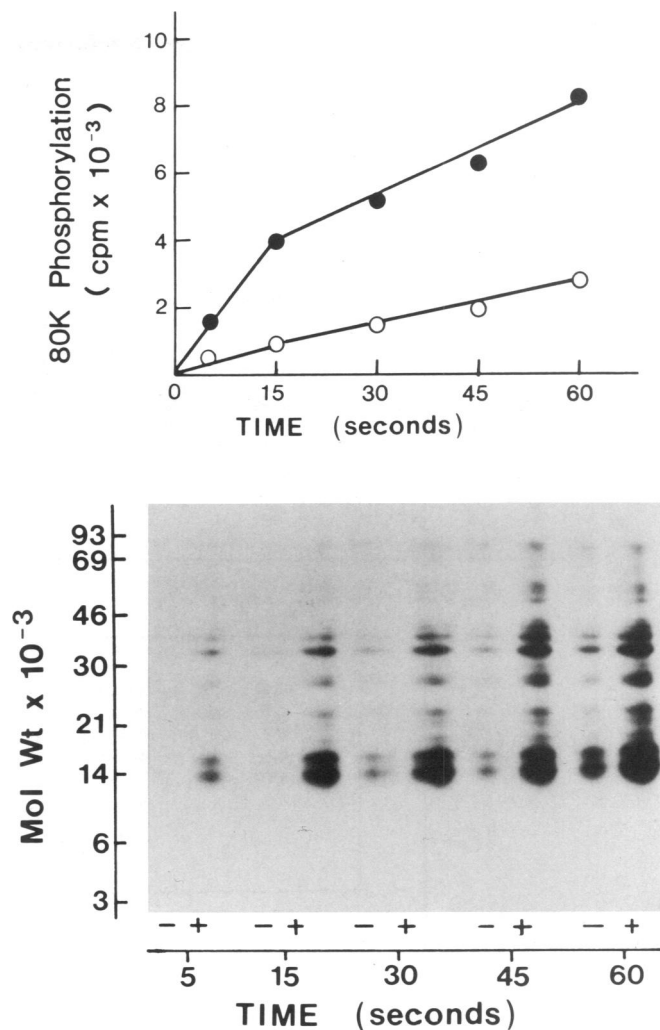 10
8
6
4
2
80K Phosphorylation
( cpm x 10⁻³ )
0 15 30 45 60
TIME (seconds)
93
69
46
30
21
14
6
3
Mol Wt x 10⁻³
− + − + − + − + − +
5 15 30 45 60
TIME (seconds)